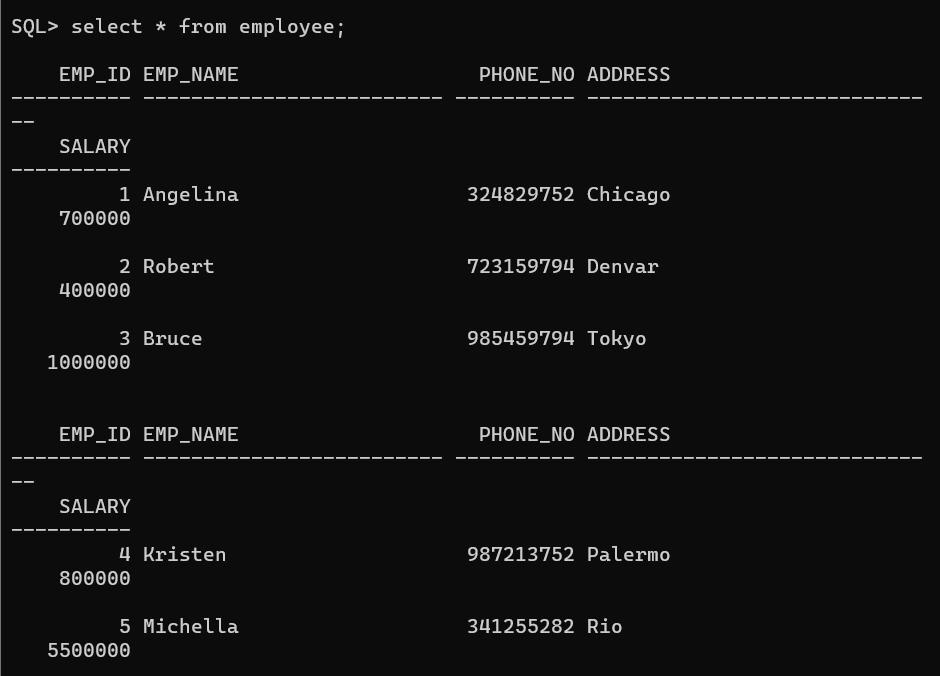 SQL> select * from employee;
    EMP_ID EMP_NAME                    PHONE_NO ADDRESS
---------- ------------------------- ---------- ----------------------------
--
    SALARY
----------
         1 Angelina                   324829752 Chicago
    700000
         2 Robert                     723159794 Denvar
    400000
         3 Bruce                      985459794 Tokyo
   1000000
    EMP_ID EMP_NAME                    PHONE_NO ADDRESS
---------- ------------------------- ---------- ----------------------------
--
    SALARY
----------
         4 Kristen                    987213752 Palermo
    800000
         5 Michella                   341255282 Rio
   5500000